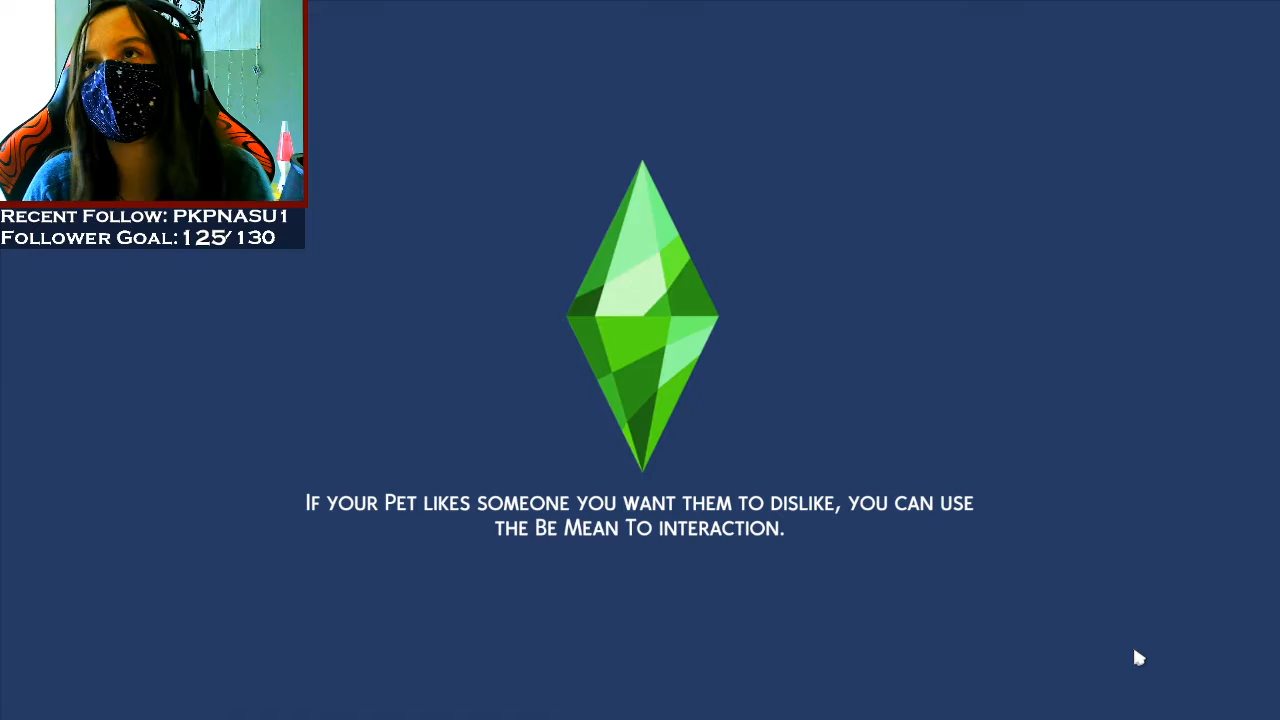 RECENT FOLLOW: PKPNASU1
FOLLOWER GOAL: 125/130
IF YOUR PET LIKES SOMEONE YOU WANT THEM TO DISLIKE, YOU CAN USE
THE BE MEAN TO INTERACTION.